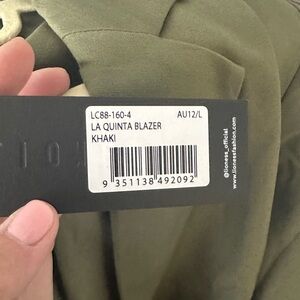 LC88-160-4 AU12/L
LA QUINTA BLAZER
KHAKI
9 351138 492092
@lioness_official
www.lionessfashion.com